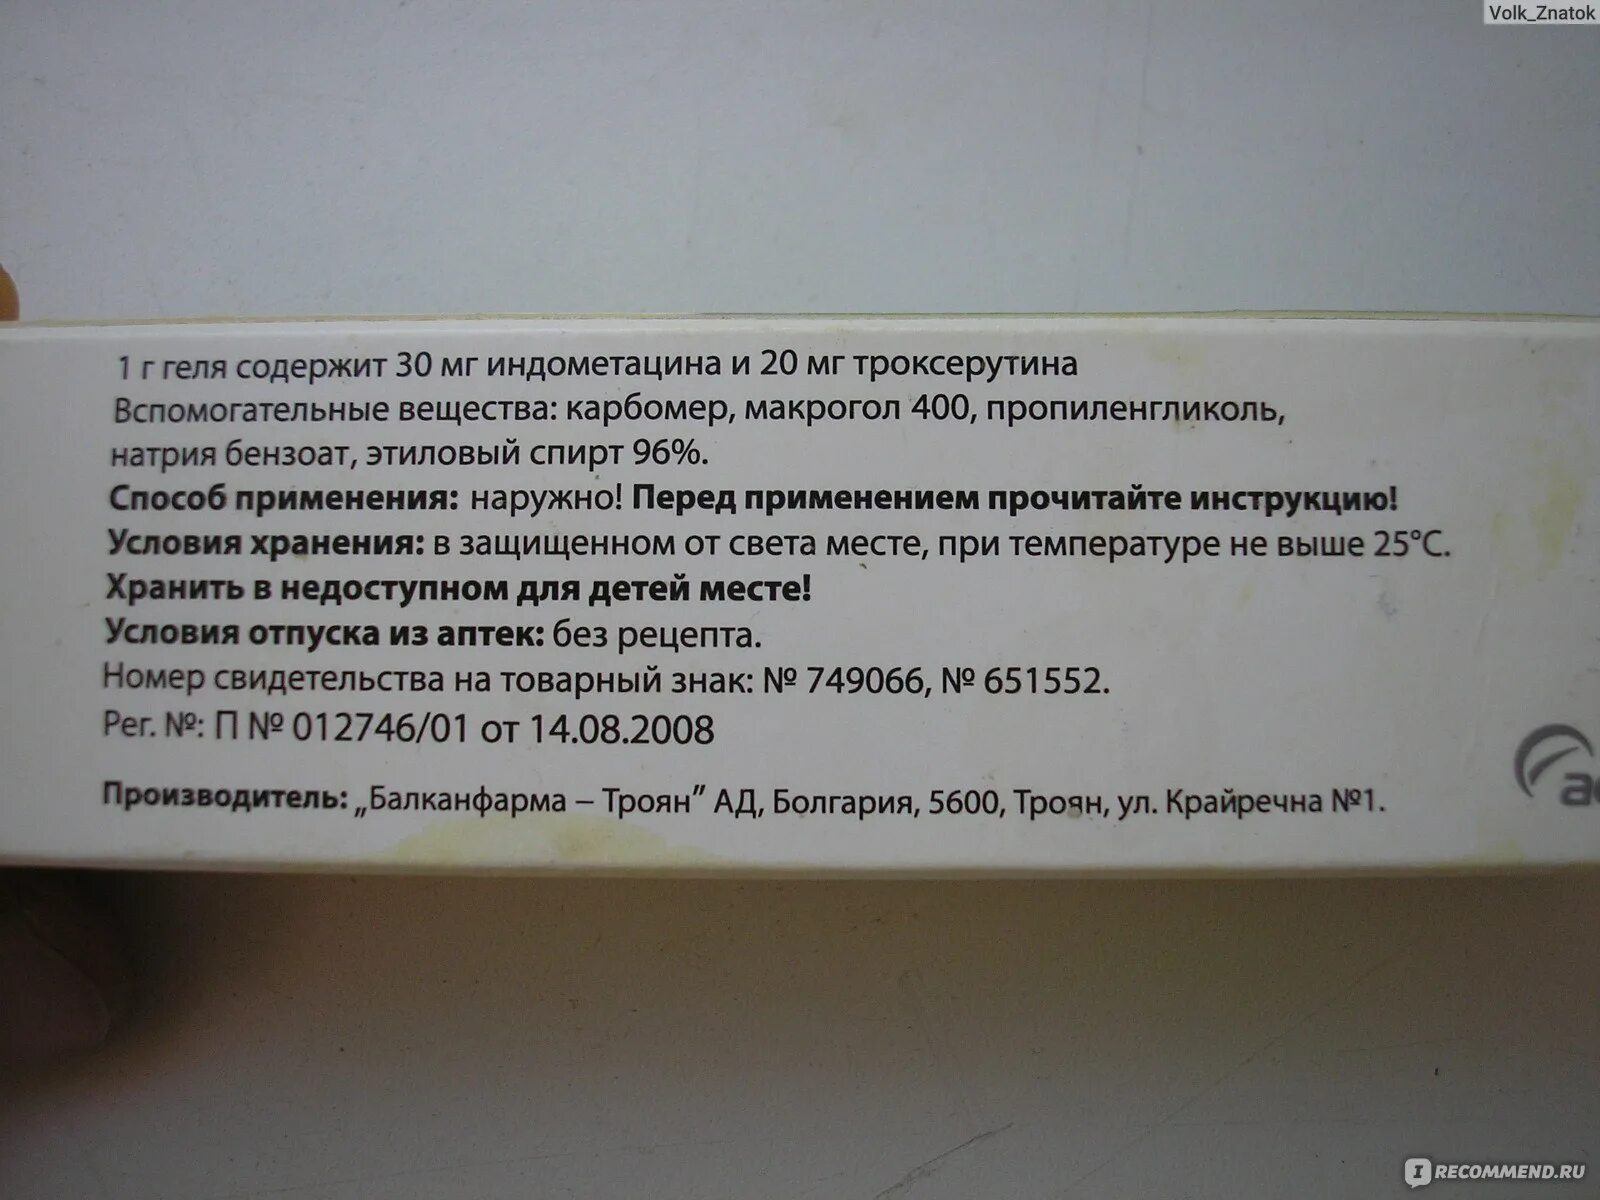 Volk_Znatok
1 г геля содержит 30 мг индометацина и 20 мг троксерутина
Вспомогательные вещества: карбомер, макрогол 400, пропиленгликоль,
натрия бензоат, этиловый спирт 96%.
Способ применения: наружно! Перед применением прочитайте инструкцию!
Условия хранения: в защищенном от света месте, при температуре не выше 25°С.
Хранить в недоступном для детей месте!
Условия отпуска из аптек: без рецепта.
Номер свидетельства на товарный знак: № 749066, № 651552.
Рег. №: П № 012746/01 от 14.08.2008
Производитель: „Балканфарма – Троян” АД, Болгария, 5600, Троян, ул. Крайречна №1.
IRECOMMEND.RU